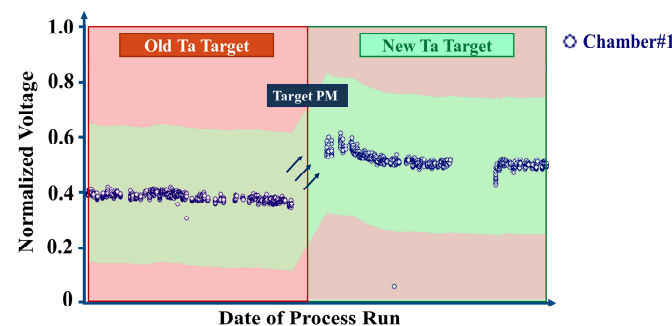 1.0
Old Ta Target
New Ta Target
Chamber#1
0.8
Target PM
0.6
Normalized Voltage
0.4
0.2
0
Date of Process Run